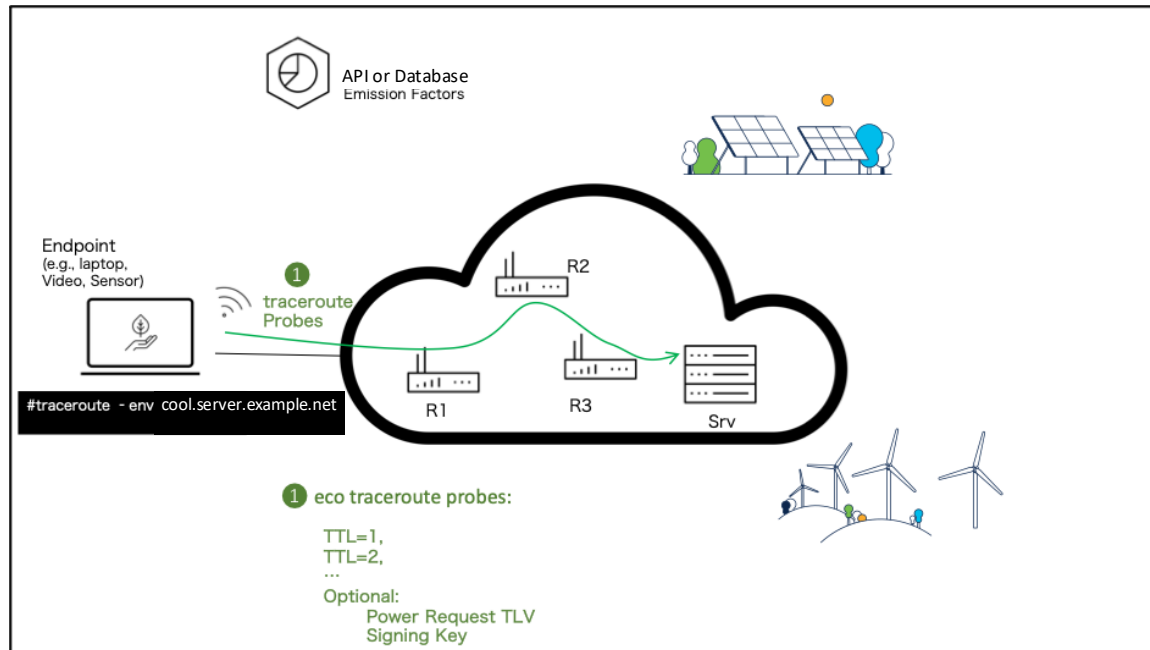 API or Database
Emission Factors
Endpoint
(e.g., laptop,
Video, Sensor)
1
traceroute
Probes
R2
R1
R3
Srv
#traceroute - env cool.server.example.net
1 eco traceroute probes:
TTL=1,
TTL=2,
...
Optional:
Power Request TLV
Signing Key